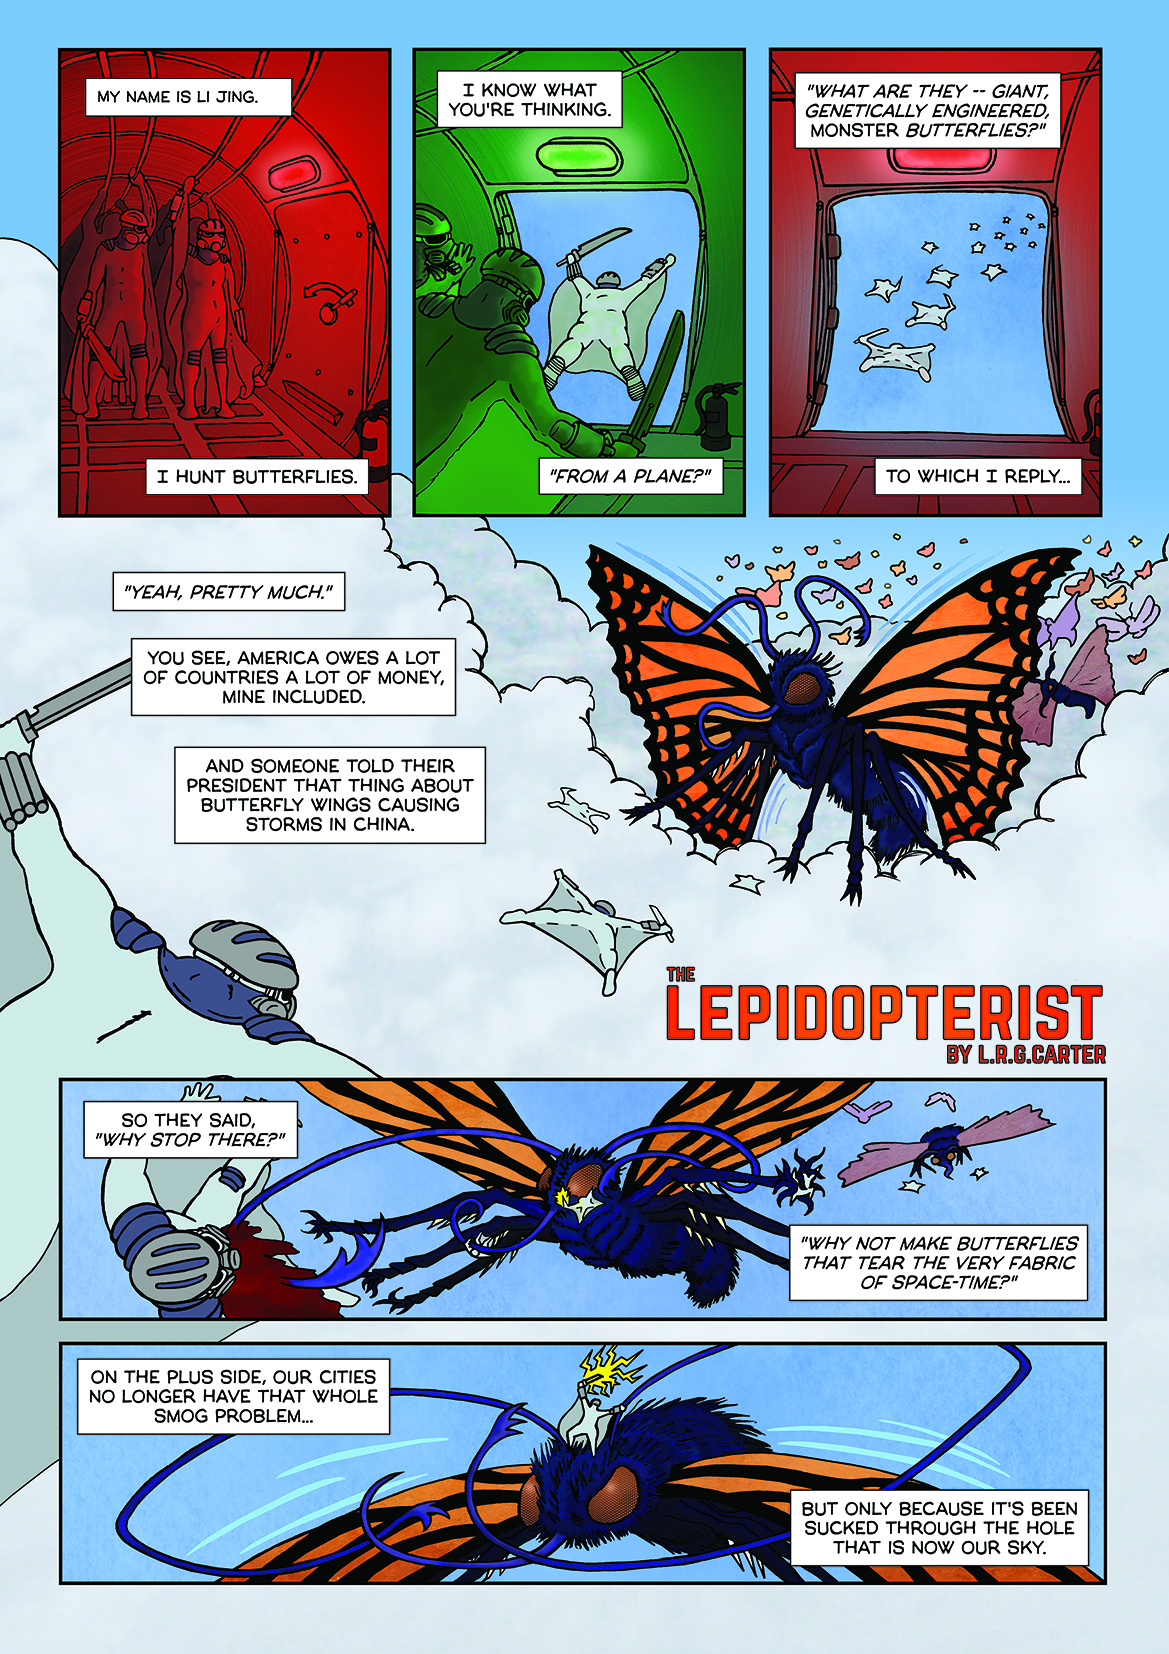 MY NAME IS LI JING.
I HUNT BUTTERFLIES.
I KNOW WHAT
YOU'RE THINKING.
"FROM A PLANE?"
"WHAT ARE THEY -- GIANT,
GENETICALLY ENGINEERED,
MONSTER BUTTERFLIES?"
TO WHICH I REPLY...
"YEAH, PRETTY MUCH."
YOU SEE, AMERICA OWES A LOT
OF COUNTRIES A LOT OF MONEY,
MINE INCLUDED.
AND SOMEONE TOLD THEIR
PRESIDENT THAT THING ABOUT
BUTTERFLY WINGS CAUSING
STORMS IN CHINA.
THE
LEPIDOPTERIST
BY L.R.G.CARTER
SO THEY SAID,
"WHY STOP THERE?"
"WHY NOT MAKE BUTTERFLIES
THAT TEAR THE VERY FABRIC
OF SPACE-TIME?"
ON THE PLUS SIDE, OUR CITIES
NO LONGER HAVE THAT WHOLE
SMOG PROBLEM...
BUT ONLY BECAUSE IT'S BEEN
SUCKED THROUGH THE HOLE
THAT IS NOW OUR SKY.